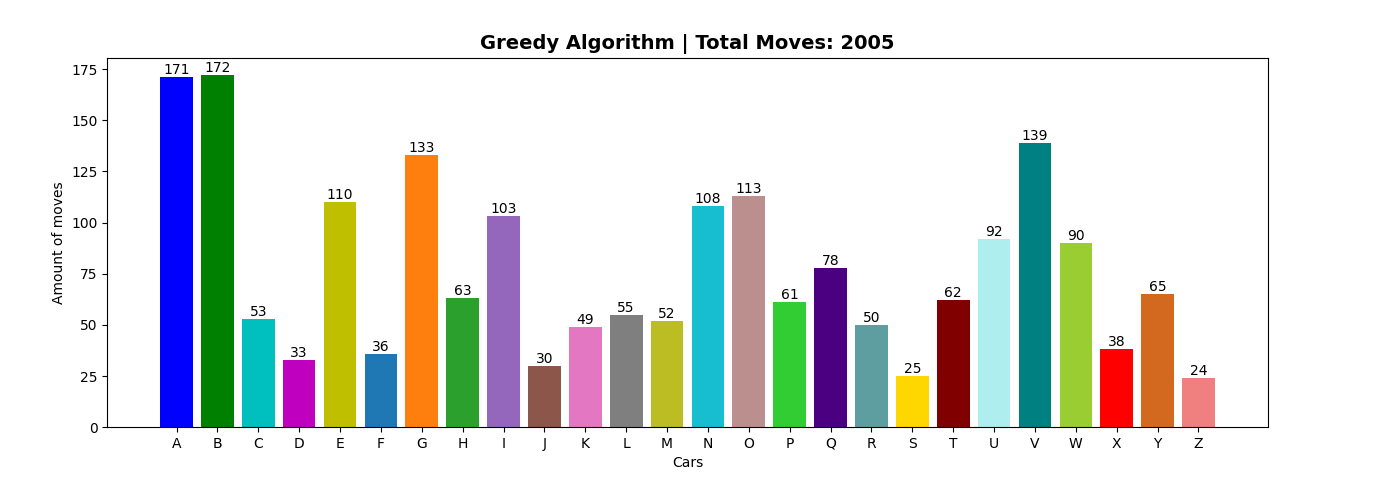 Greedy Algorithm | Total Moves: 2005
Amount of moves
175
150
125
100
75
50
25
0
171 172 53 33 110 36 133 63 103 30 49 55 52 108 113 61 78 50 25 62 92 139 90 38 65 24
A B C D E F G H I J K L M N O P Q R S T U V W X Y Z
Cars